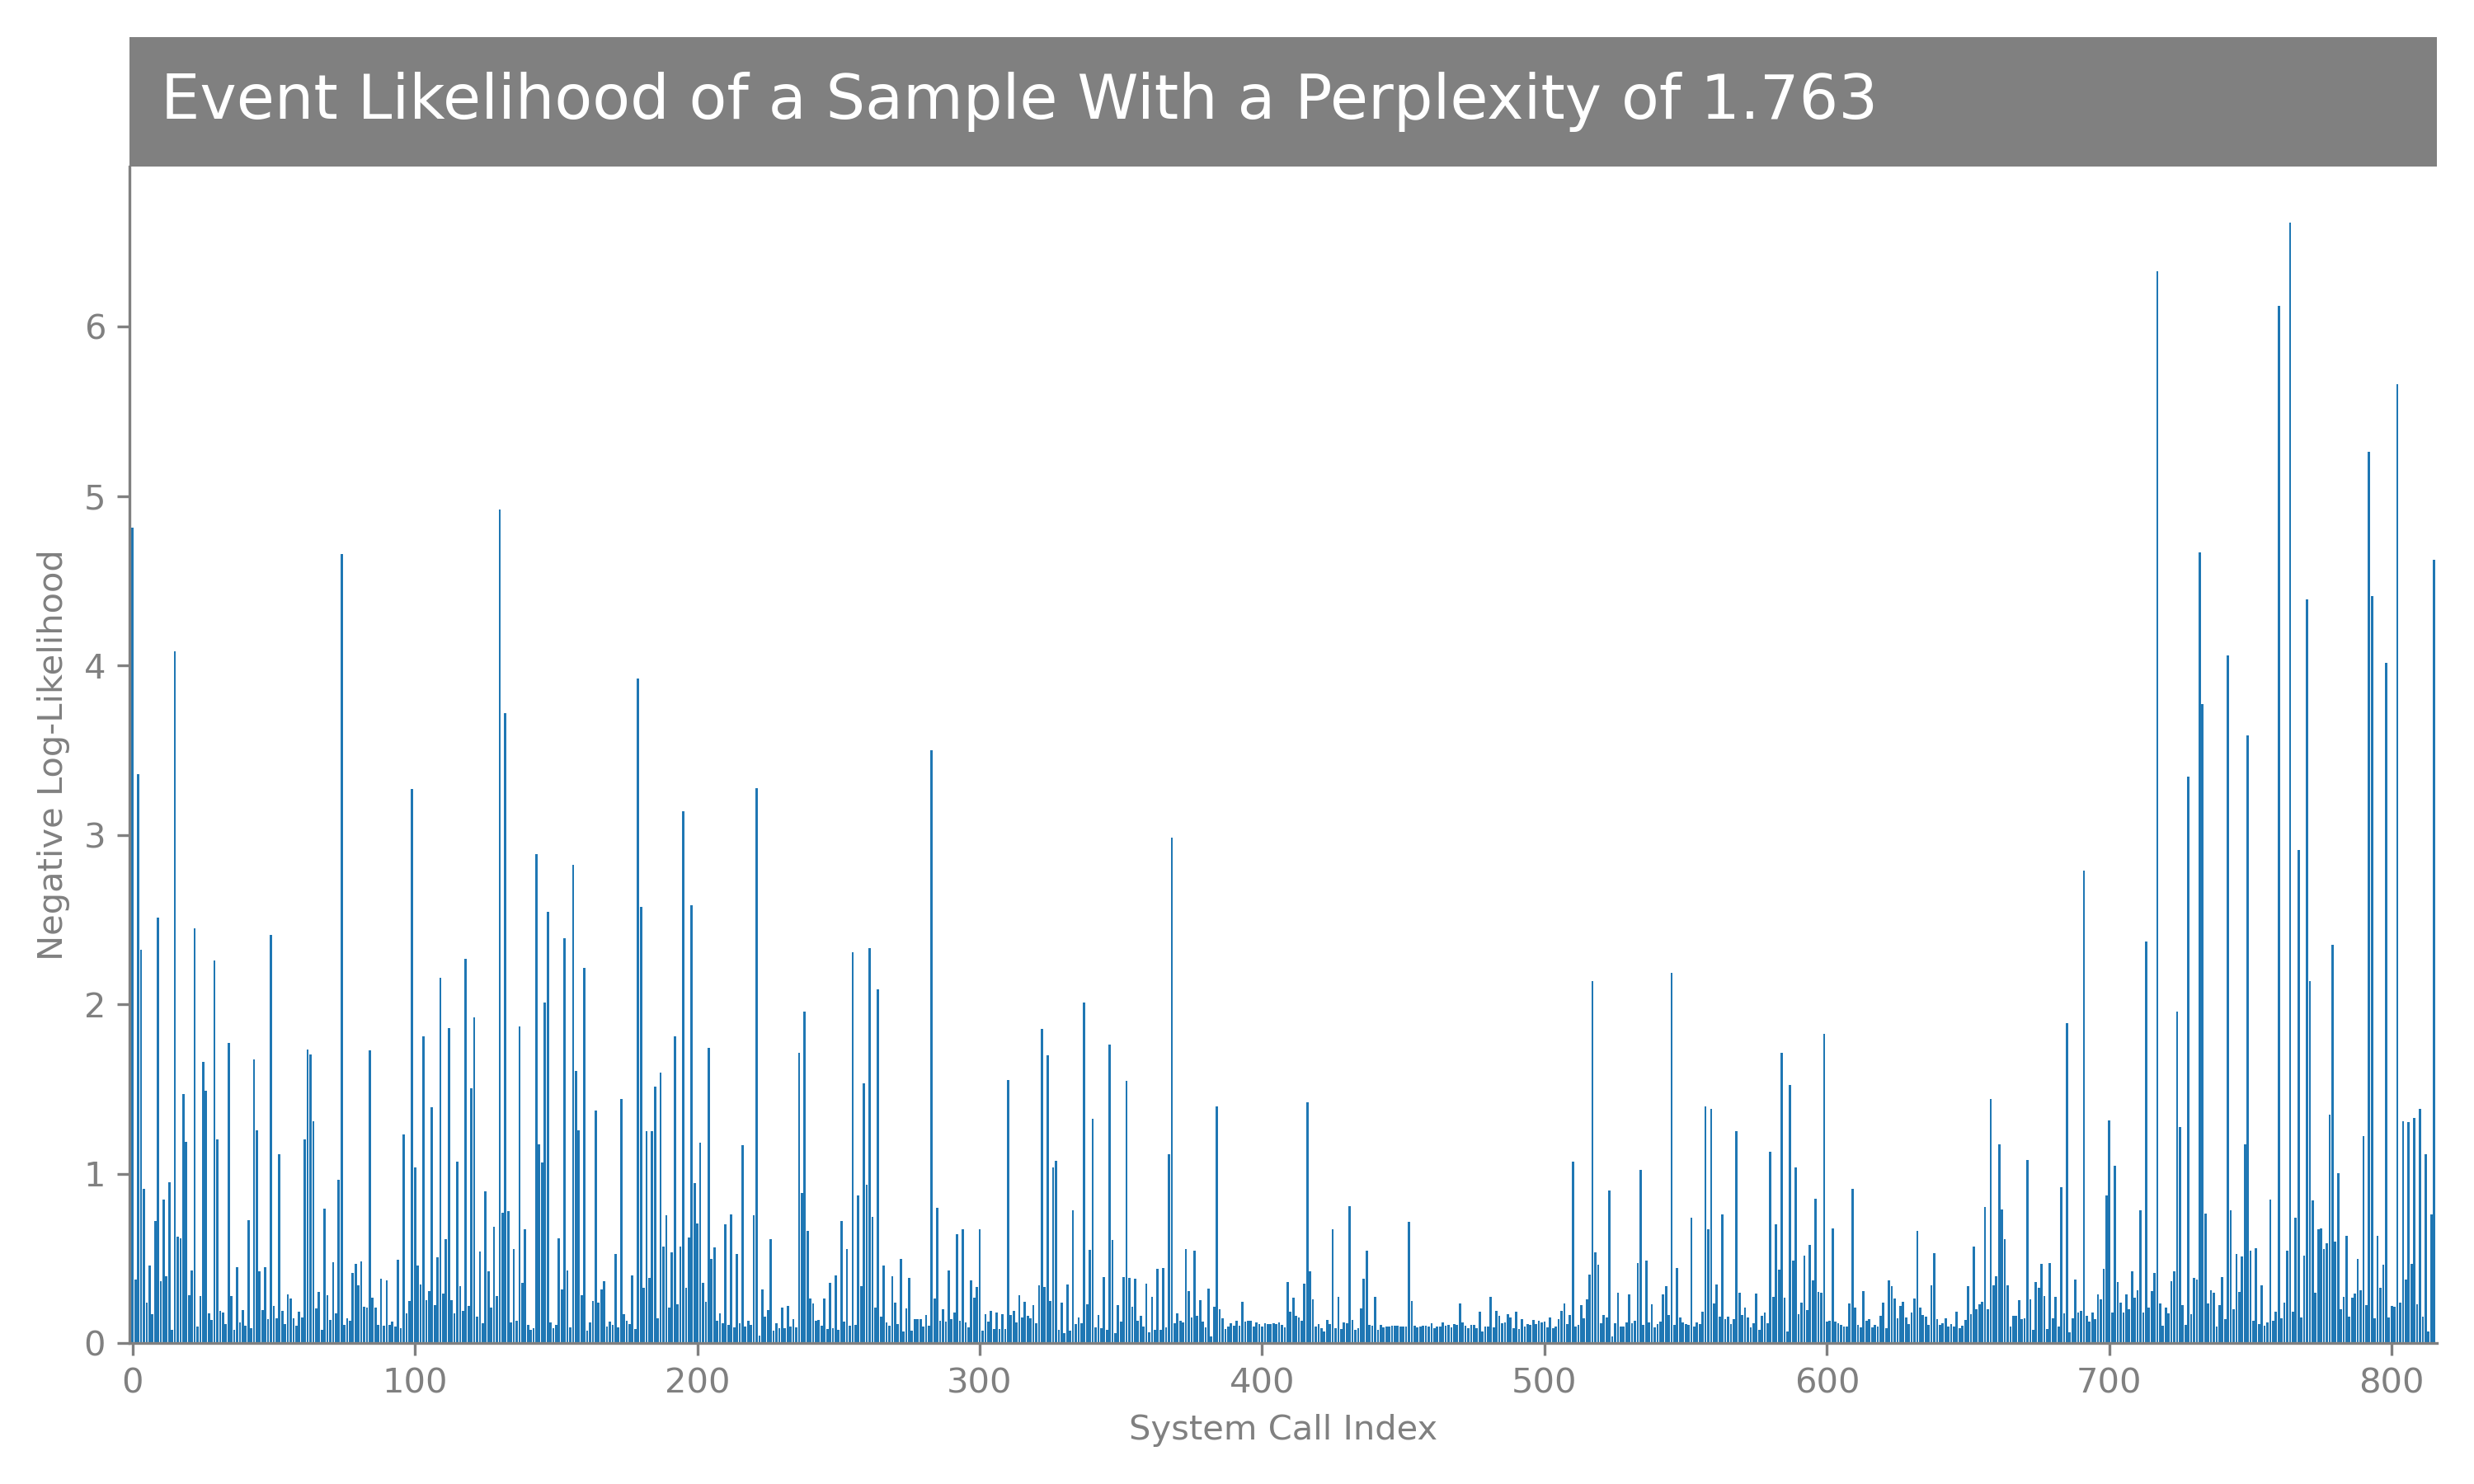 Event Likelihood of a Sample With a Perplexity of 1.763
6
5
4
3
2
1
0
Negative Log-Likelihood
0 100 200 300 400 500 600 700 800
System Call Index